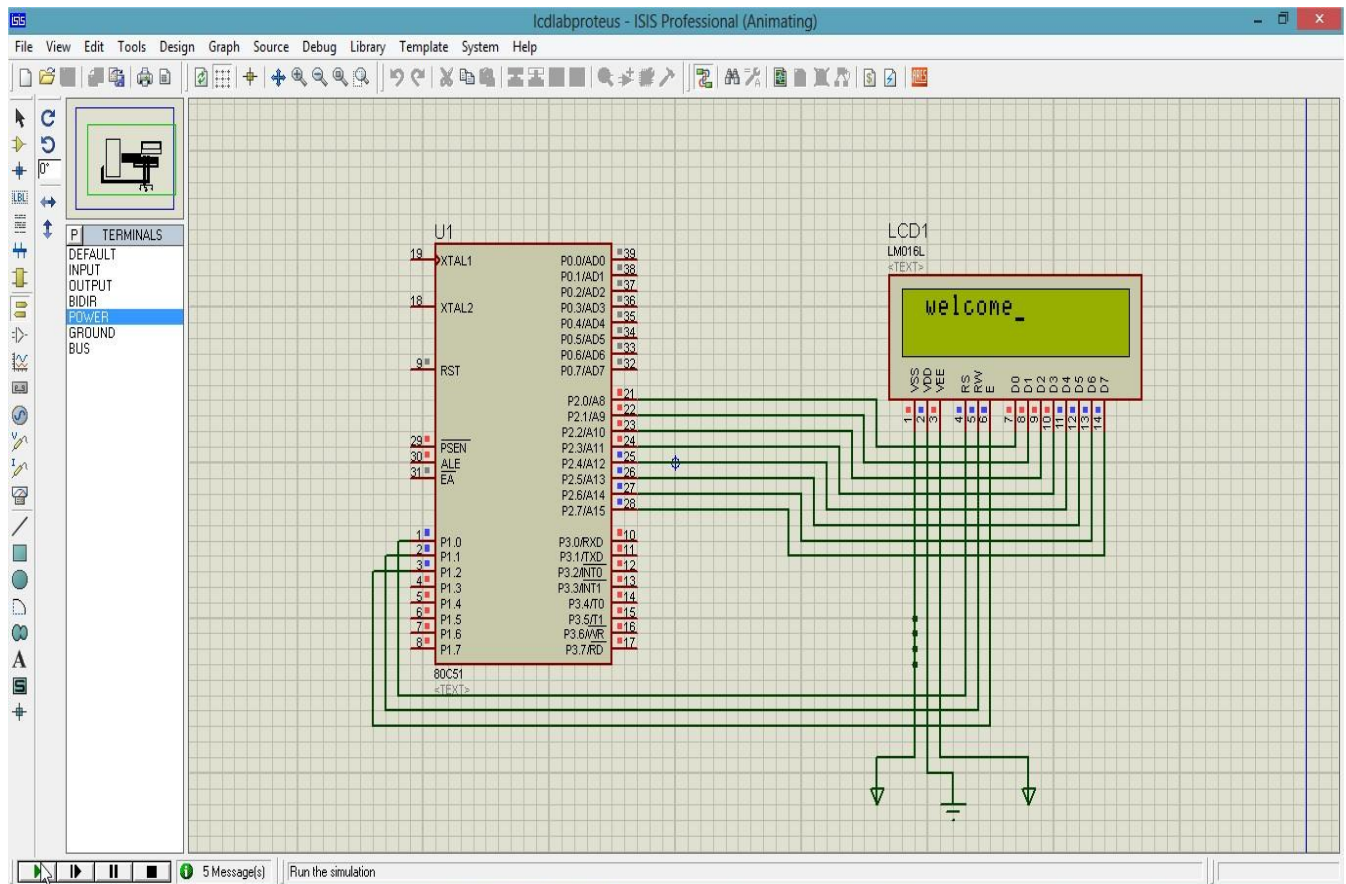 ISIS
lcdlabproteus - ISIS Professional (Animating)
File View Edit Tools Design Graph Source Debug Library Template System Help
0°
LBL
P TERMINALS
DEFAULT
INPUT
OUTPUT
BIDIR
POWER
GROUND
BUS
A
S
U1
19 XTAL1
18 XTAL2
9 RST
29 PSEN
30 ALE
31 EA
1 P1.0
2 P1.1
3 P1.2
4 P1.3
5 P1.4
6 P1.5
7 P1.6
8 P1.7
P0.0/AD0 39
P0.1/AD1 38
P0.2/AD2 37
P0.3/AD3 36
P0.4/AD4 35
P0.5/AD5 34
P0.6/AD6 33
P0.7/AD7 32
P2.0/A8 21
P2.1/A9 22
P2.2/A10 23
P2.3/A11 24
P2.4/A12 25
P2.5/A13 26
P2.6/A14 27
P2.7/A15 28
P3.0/RXD 10
P3.1/TXD 11
P3.2/INT0 12
P3.3/INT1 13
P3.4/T0 14
P3.5/T1 15
P3.6/WR 16
P3.7/RD 17
80C51
<TEXT>
LCD1
LM016L
<TEXT>
welcome_
VSS VDD VEE RS RW E D0 D1 D2 D3 D4 D5 D6 D7
1 2 3 4 5 6 7 8 9 10 11 12 13 14
5 Message(s)
Run the simulation